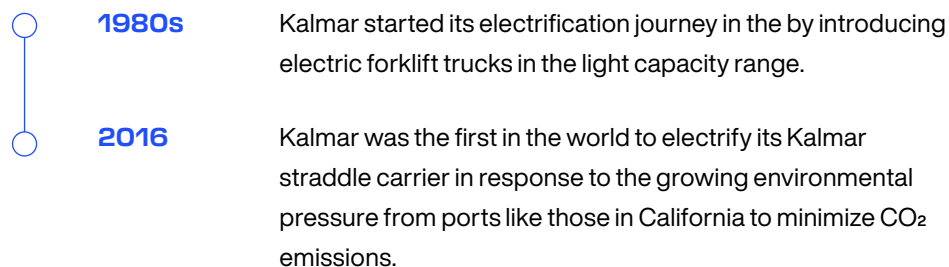 1980s Kalmar started its electrification journey in the by introducing
electric forklift trucks in the light capacity range.
2016 Kalmar was the first in the world to electrify its Kalmar
straddle carrier in response to the growing environmental
pressure from ports like those in California to minimize CO₂
emissions.